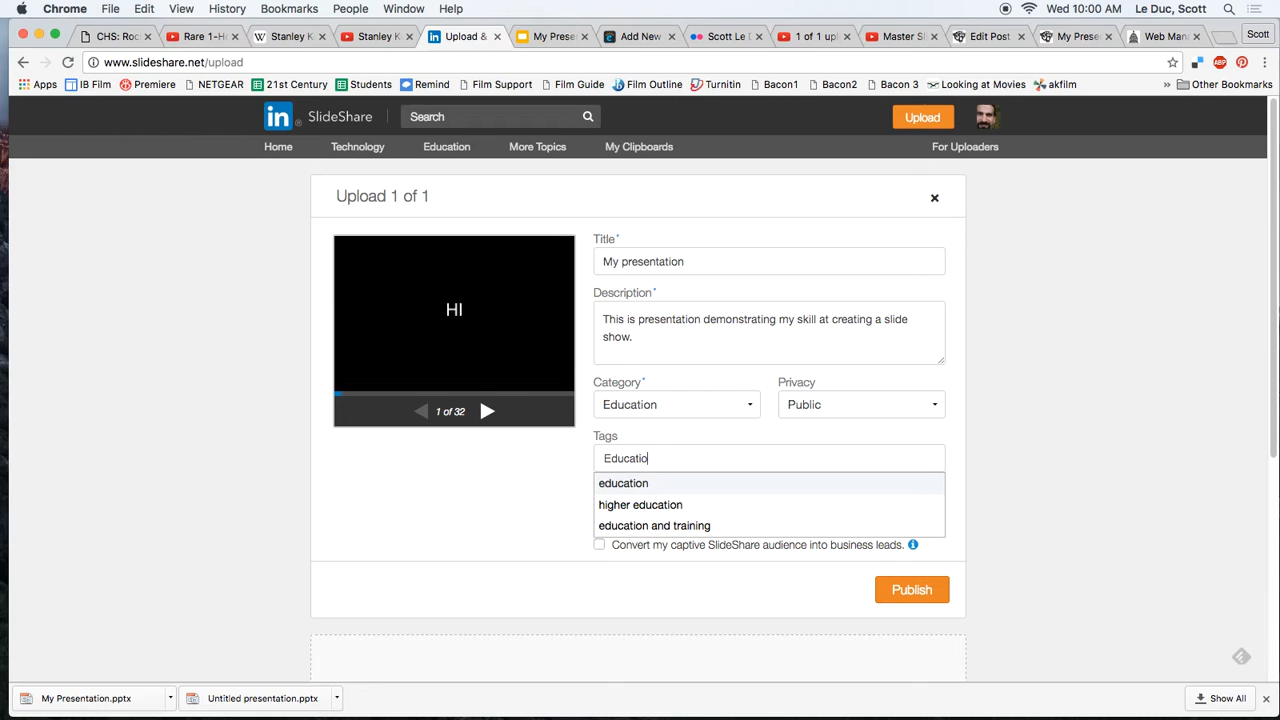 Chrome File Edit View History Bookmarks People Window Help Wed 10:00 AM Le Duc, Scott
CHS: Roc Rare 1-H Stanley K Stanley K Upload & My Prese Add New Scott Le D 1 of 1 upl Master Sl Edit Post My Prese Web Man Scott
www.slideshare.net/upload
Apps IB Film Premiere NETGEAR 21st Century Students Remind Film Support Film Guide Film Outline Turnitin Bacon1 Bacon2 Bacon 3 Looking at Movies akfilm » Other Bookmarks
in SlideShare Search Upload
Home Technology Education More Topics My Clipboards For Uploaders
Upload 1 of 1
Title*
My presentation
HI
Description*
This is presentation demonstrating my skill at creating a slide
show.
Category* Privacy
Education Public
1 of 32
Tags
Educatio
education
higher education
education and training
Convert my captive SlideShare audience into business leads.
Publish
My Presentation.pptx Untitled presentation.pptx Show All